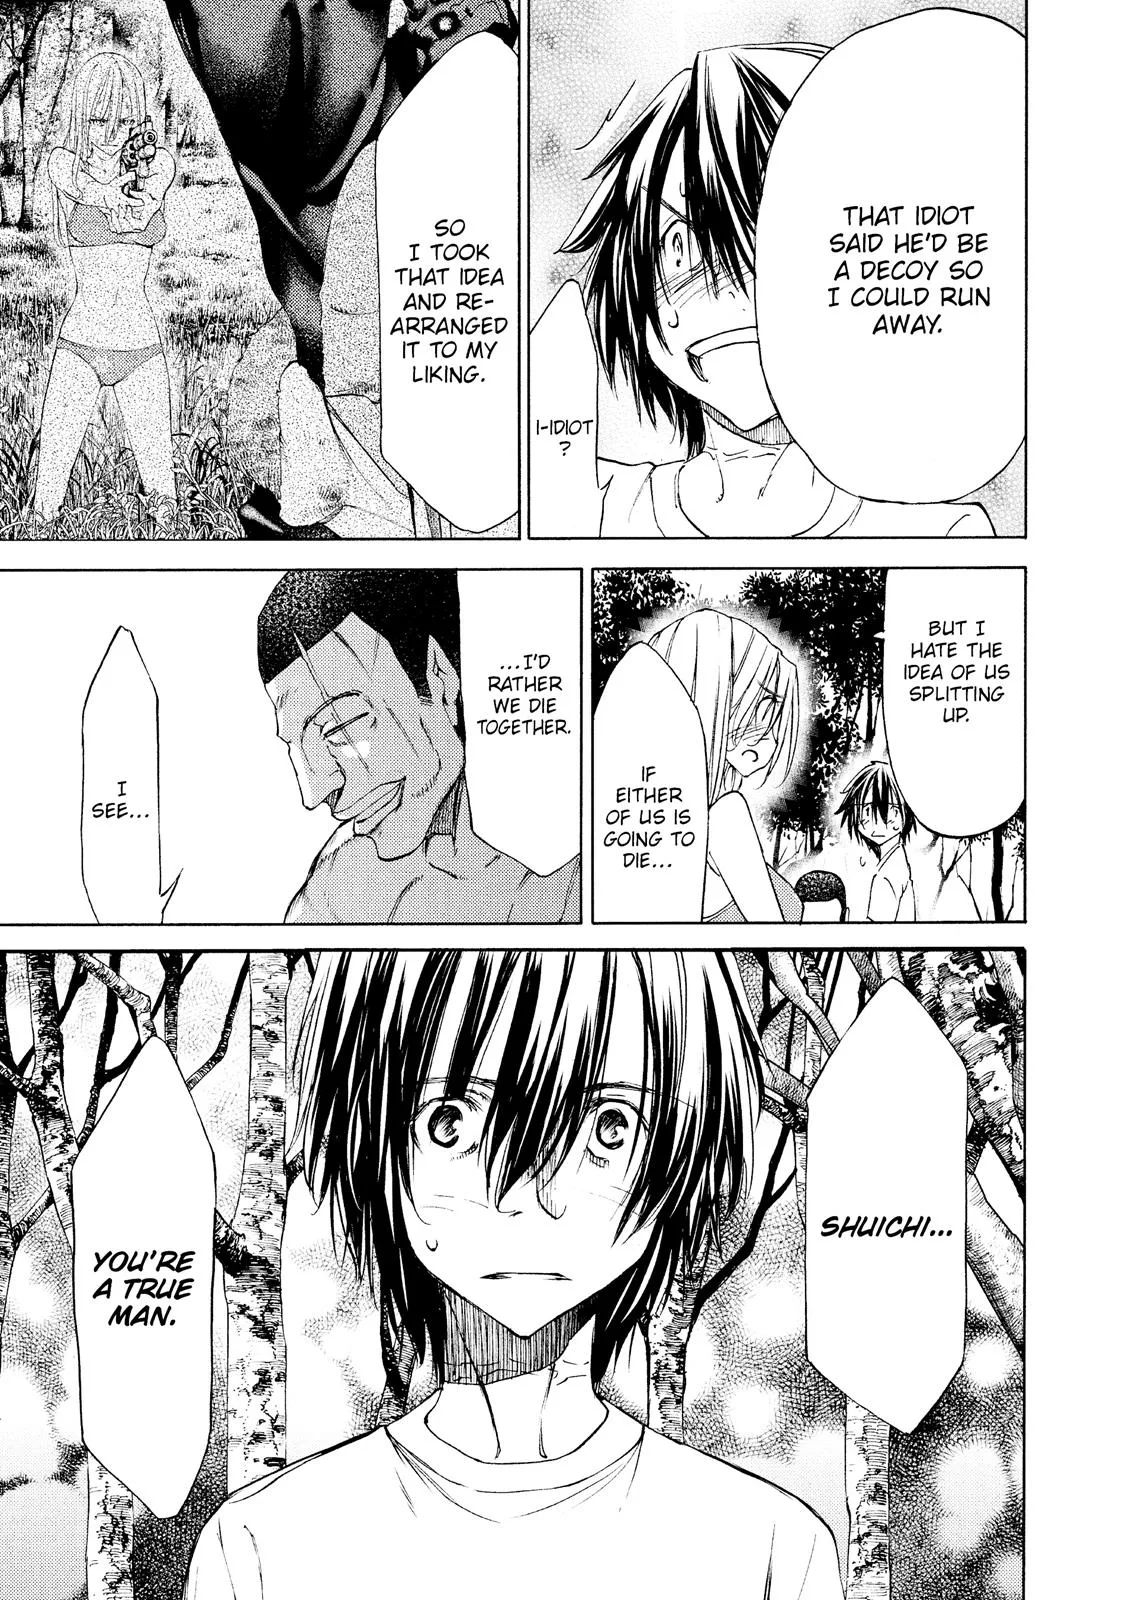 THAT IDIOT
SAID HE'D BE
A DECOY SO
I COULD RUN
AWAY.
I-IDIOT
?
SO
I TOOK
THAT IDEA
AND RE-
ARRANGED
IT TO MY
LIKING.
BUT I
HATE THE
IDEA OF US
SPLITTING
UP.
IF
EITHER
OF US IS
GOING TO
DIE...
...I'D
RATHER
WE DIE
TOGETHER.
I
SEE...
SHUICHI...
YOU'RE
A TRUE
MAN.